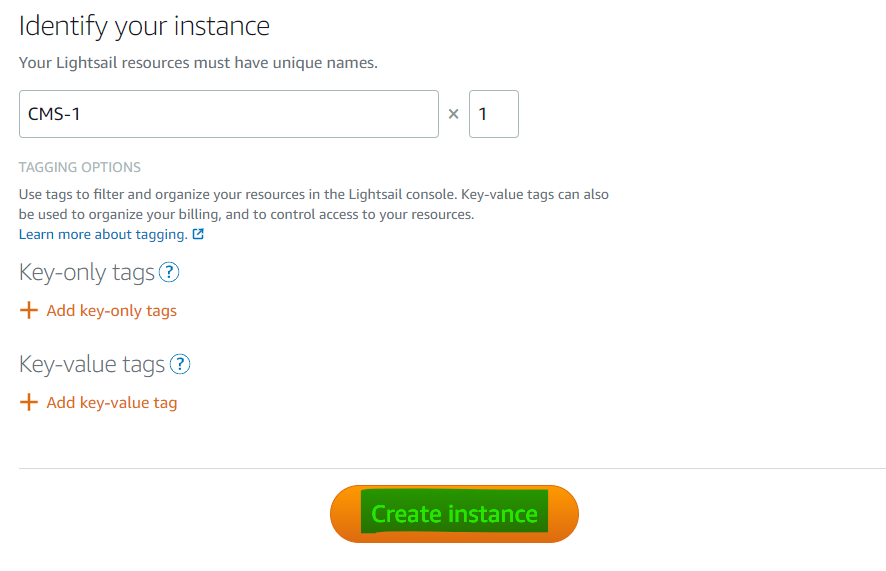 Identify your instance
Your Lightsail resources must have unique names.
CMS-1 × 1
TAGGING OPTIONS
Use tags to filter and organize your resources in the Lightsail console. Key-value tags can also
be used to organize your billing, and to control access to your resources.
Learn more about tagging.
Key-only tags ?
+ Add key-only tags
Key-value tags ?
+ Add key-value tag
Create instance